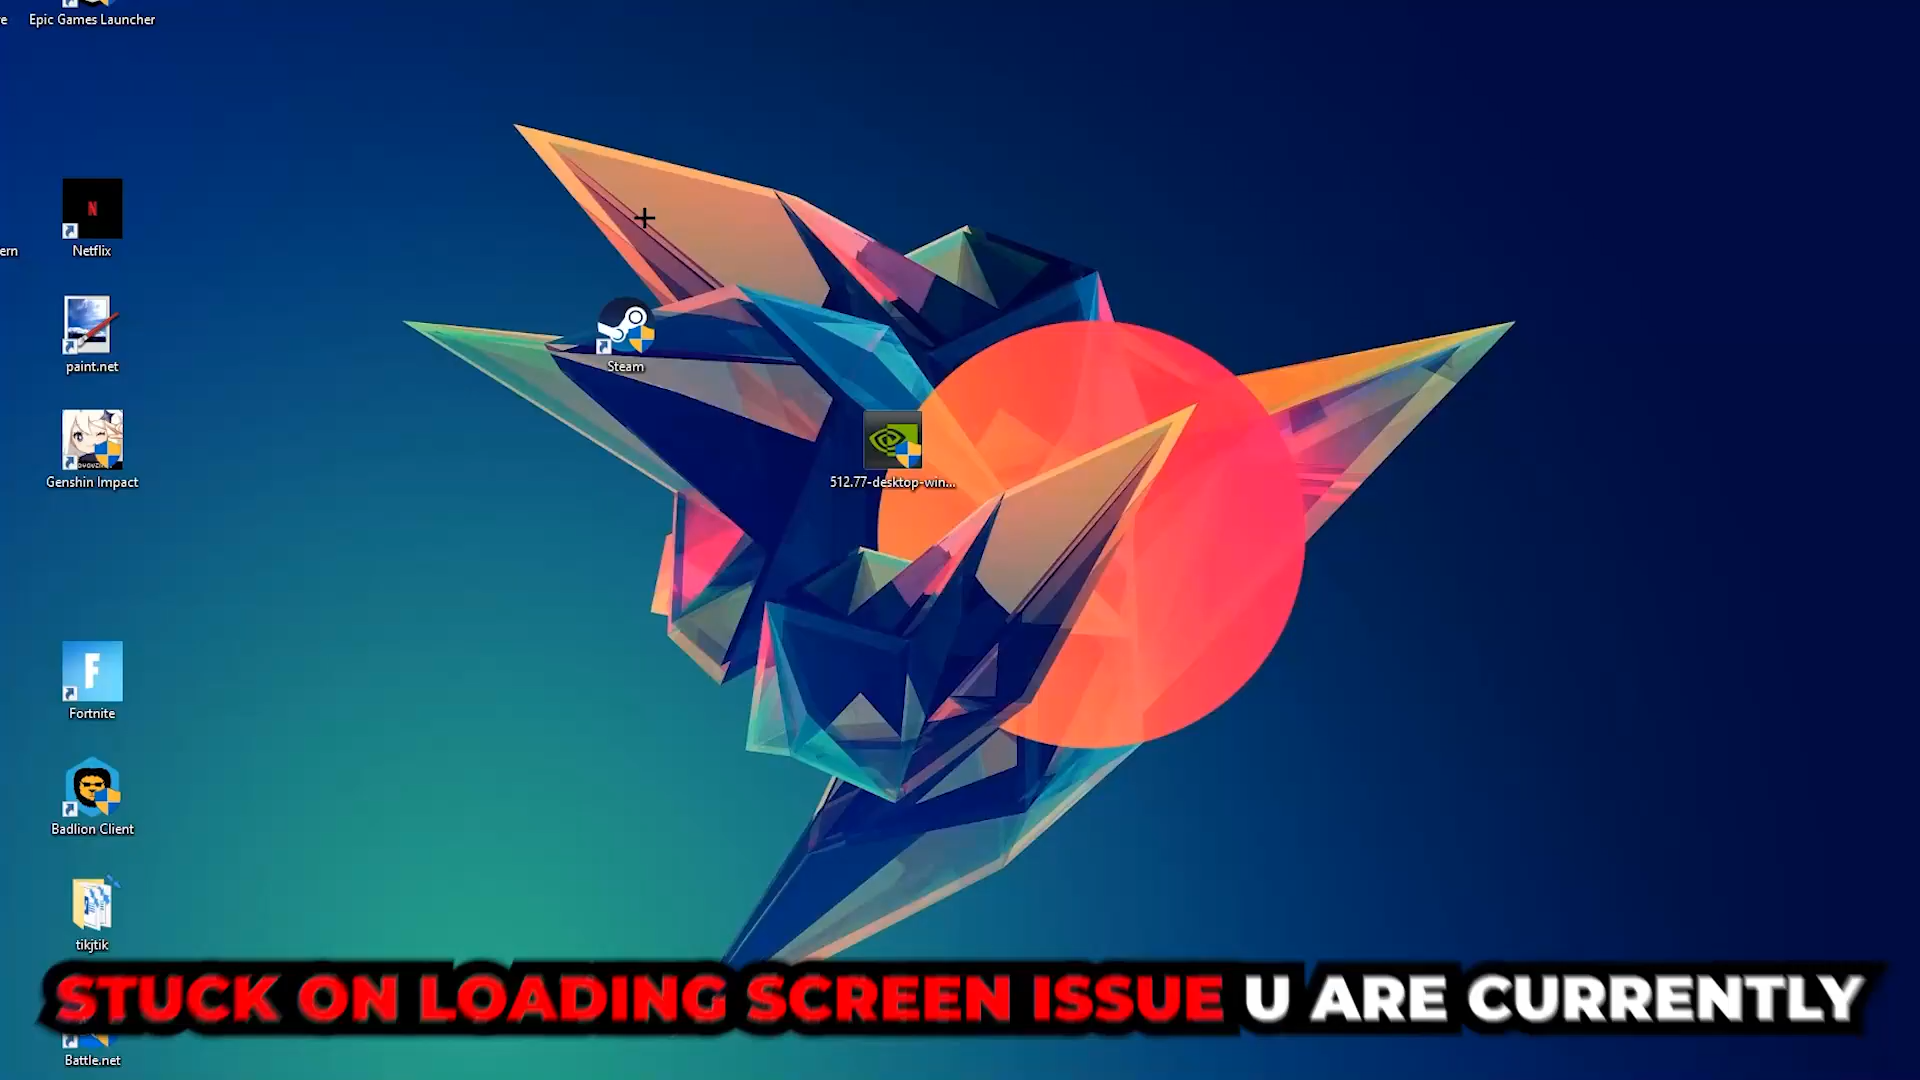 Epic Games Launcher
Netflix
ern
paint.net
Steam
Genshin Impact
512.77-desktop-win...
F
Fortnite
Badlion Client
tikjtik
STUCK ON LOADING SCREEN ISSUE U ARE CURRENTLY
Battle.net